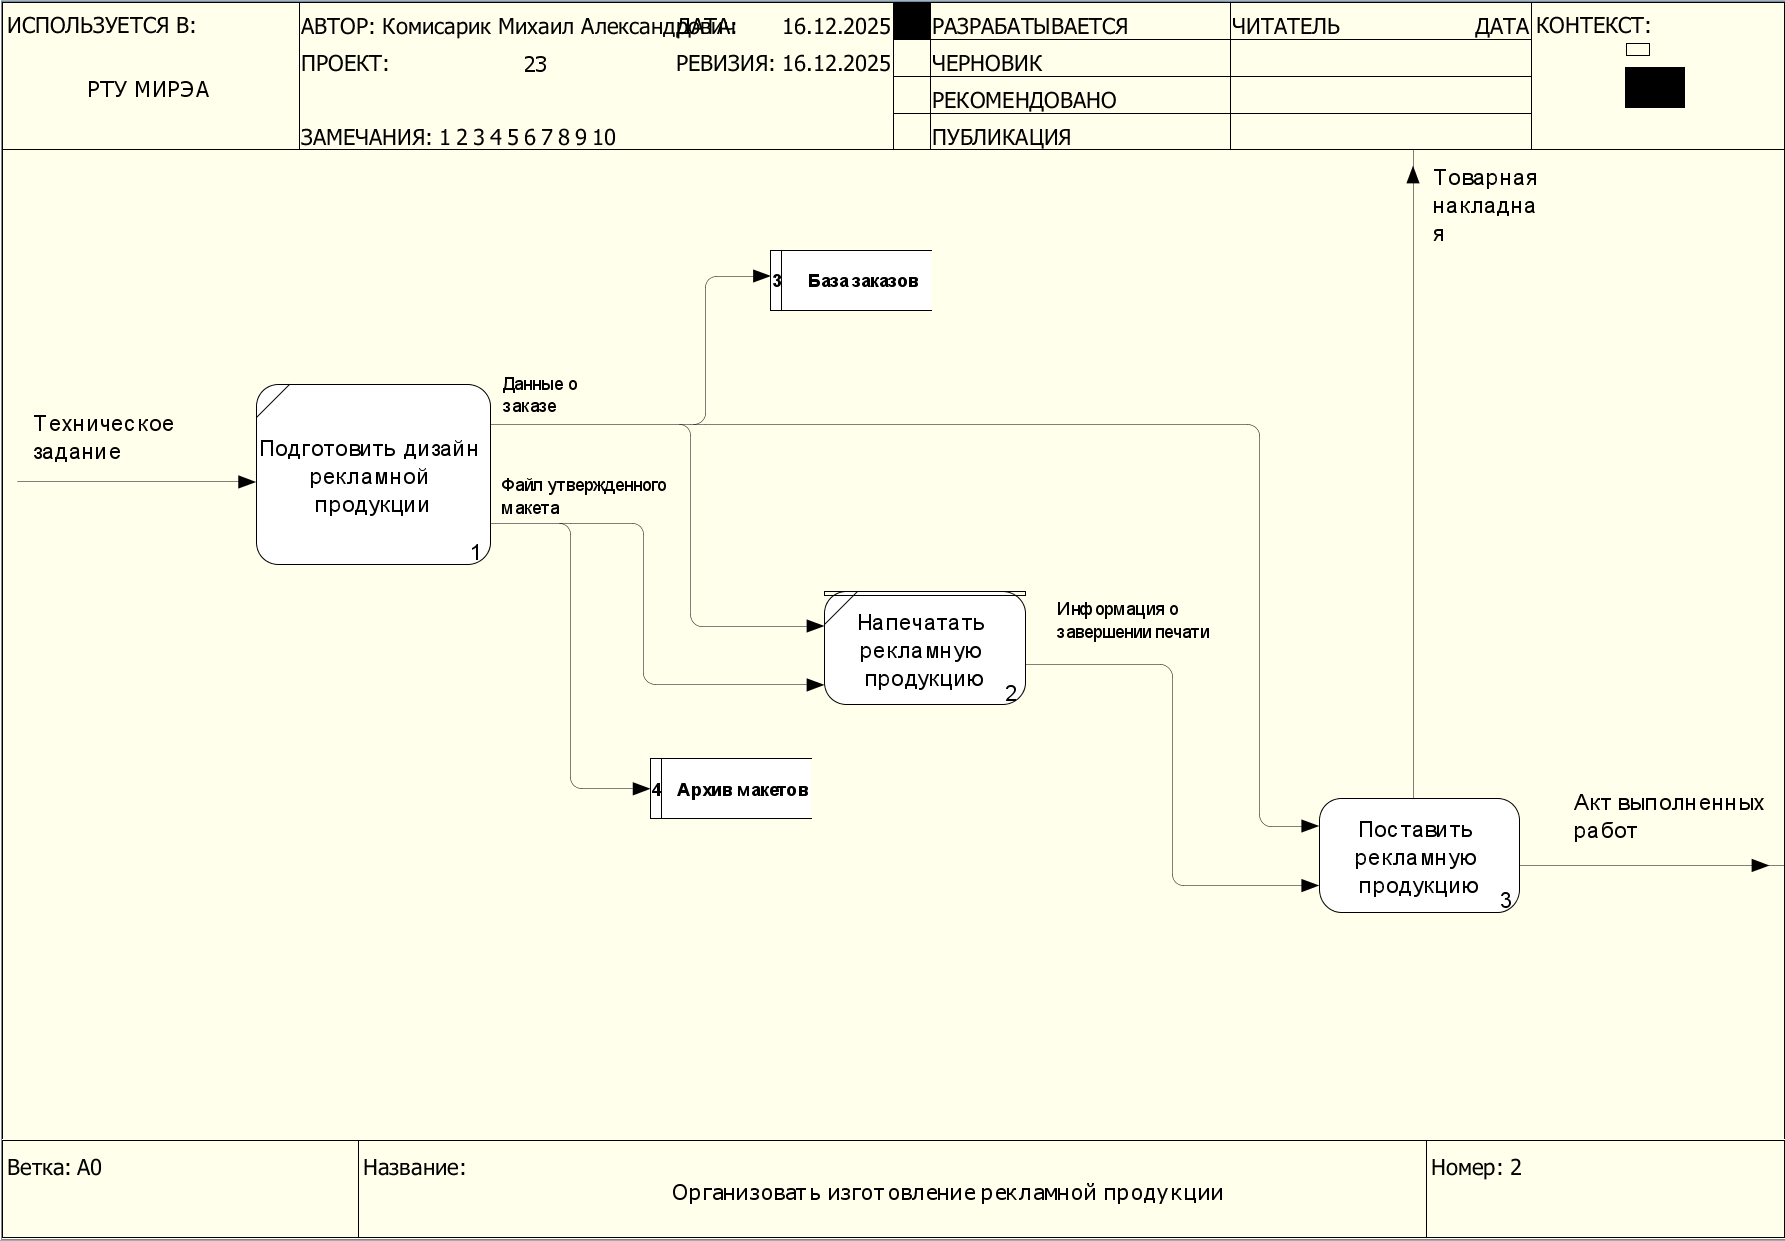 ИСПОЛЬЗУЕТСЯ В:
РТУ МИРЭА
АВТОР: Комисарик Михаил Александрович
ДАТА: 16.12.2025
ПРОЕКТ: 23
РЕВИЗИЯ: 16.12.2025
ЗАМЕЧАНИЯ: 1 2 3 4 5 6 7 8 9 10
РАЗРАБАТЫВАЕТСЯ
ЧЕРНОВИК
РЕКОМЕНДОВАНО
ПУБЛИКАЦИЯ
ЧИТАТЕЛЬ ДАТА
КОНТЕКСТ:
Товарная
накладна
я
3 База заказов
Данные о
заказе
Техническое
задание
Подготовить дизайн
рекламной
продукции
1
Файл утвержденного
макета
Напечатать
рекламную
продукцию
2
Информация о
завершении печати
4 Архив макетов
Поставить
рекламную
продукцию
3
Акт выполненных
работ
Ветка: A0
Название:
Организовать изготовление рекламной продукции
Номер: 2